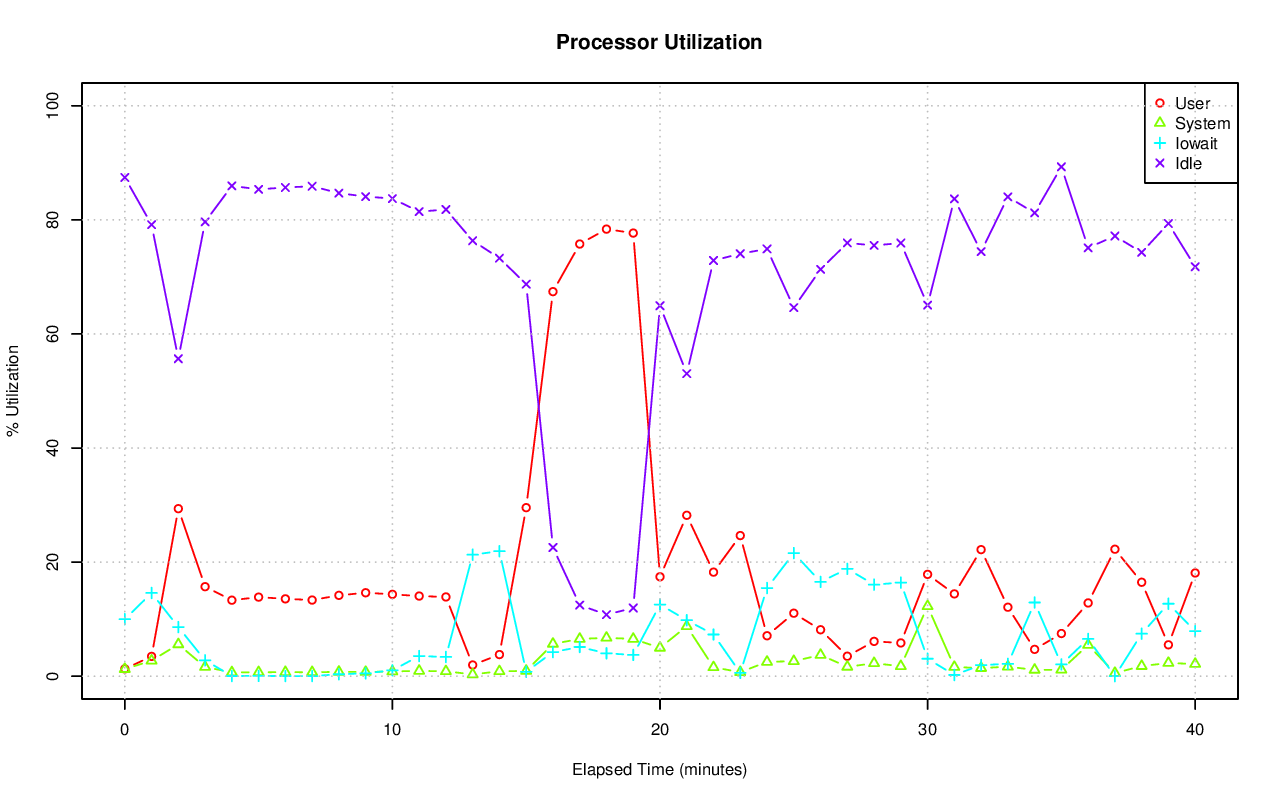 Processor Utilization
% Utilization
100
80
60
40
20
0
User
System
Iowait
Idle
0 10 20 30 40
Elapsed Time (minutes)